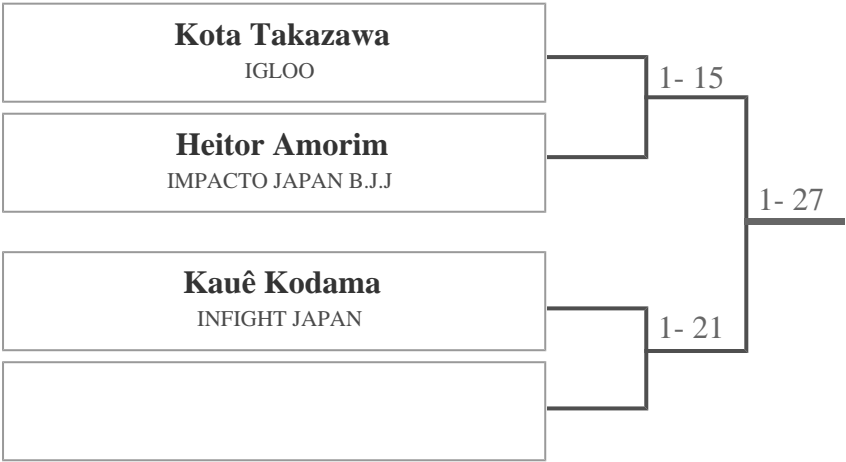 Kota Takazawa
IGLOO
1- 15
Heitor Amorim
IMPACTO JAPAN B.J.J
1- 27
Kauê Kodama
INFIGHT JAPAN
1- 21